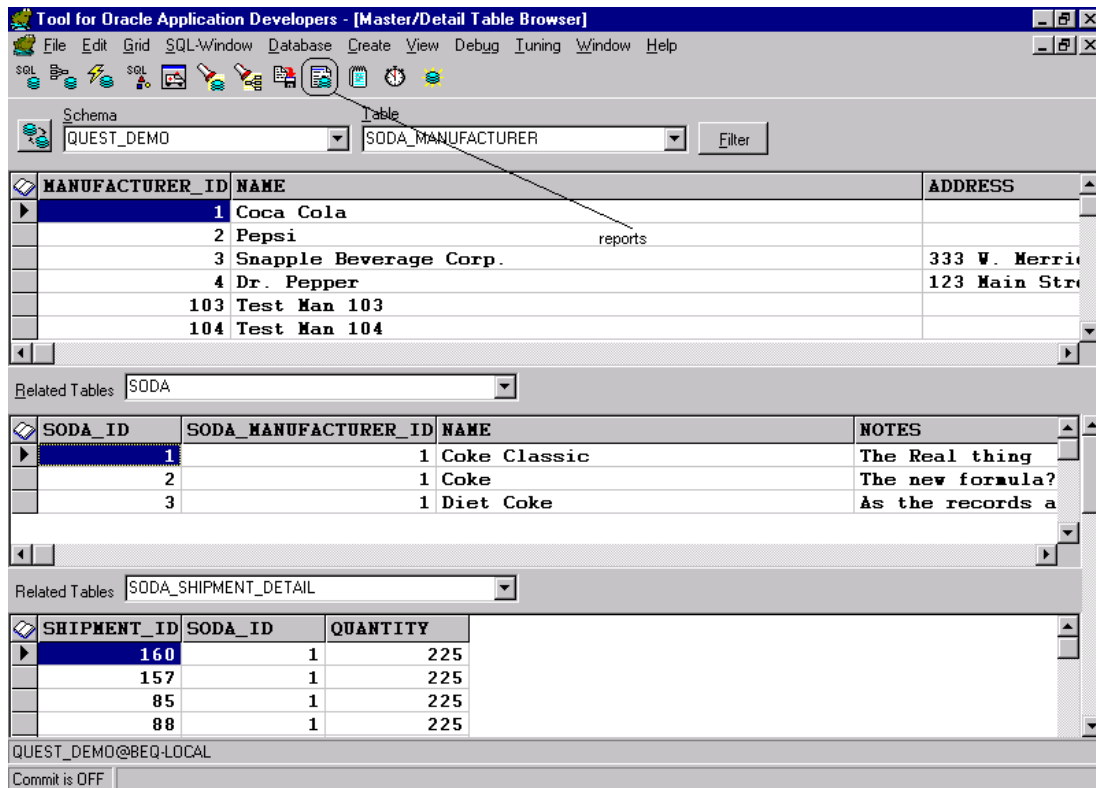 Tool for Oracle Application Developers - [Master/Detail Table Browser]
File Edit Grid SQL-Window Database Create View Debug Tuning Window Help
SQL SQL
Schema Table
QUEST_DEMO SODA_MANUFACTURER Filter
MANUFACTURER_ID NAME ADDRESS
1 Coca Cola
2 Pepsi
reports
3 Snapple Beverage Corp. 333 W. Merri
4 Dr. Pepper 123 Main Str
103 Test Man 103
104 Test Man 104
Related Tables SODA
SODA_ID SODA_MANUFACTURER_ID NAME NOTES
1 1 Coke Classic The Real thing
2 1 Coke The new formula?
3 1 Diet Coke As the records a
Related Tables SODA_SHIPMENT_DETAIL
SHIPMENT_ID SODA_ID QUANTITY
160 1 225
157 1 225
85 1 225
88 1 225
QUEST_DEMO@BEQ-LOCAL
Commit is OFF